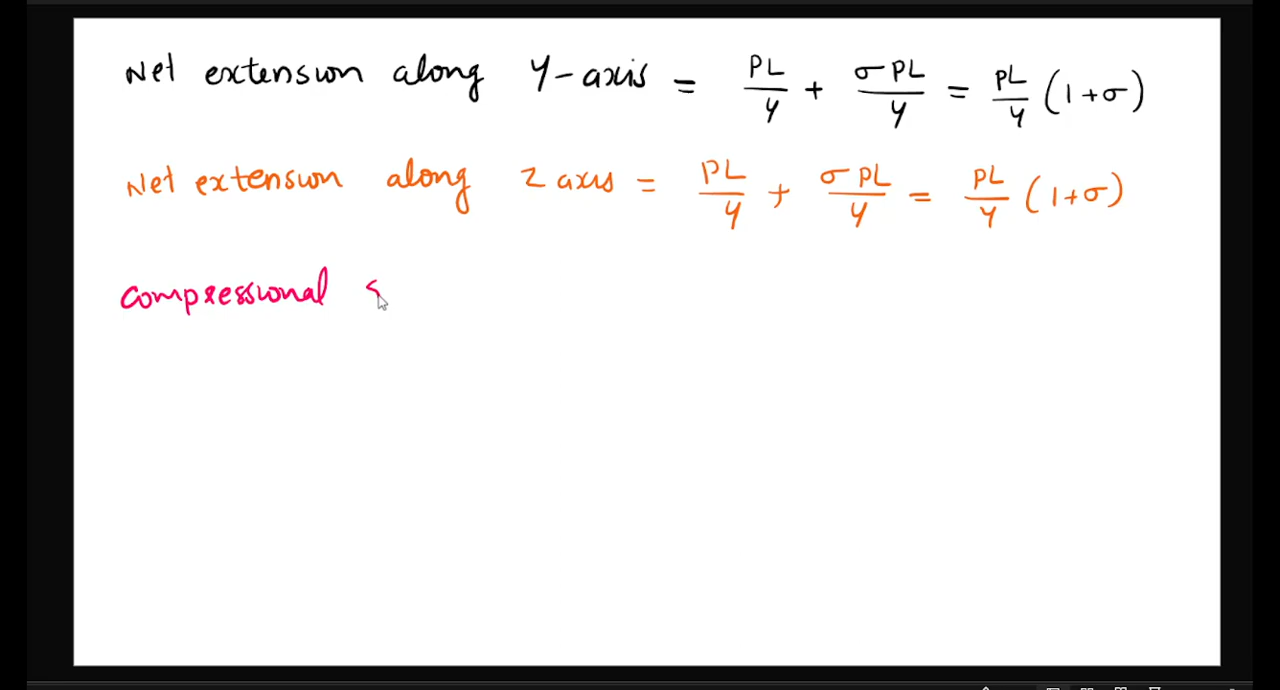 Net extension along Y-axis = PL/Y + σPL/Y = PL/Y (1+σ)
Net extension along Z axis = PL/Y + σPL/Y = PL/Y (1+σ)
compressional s